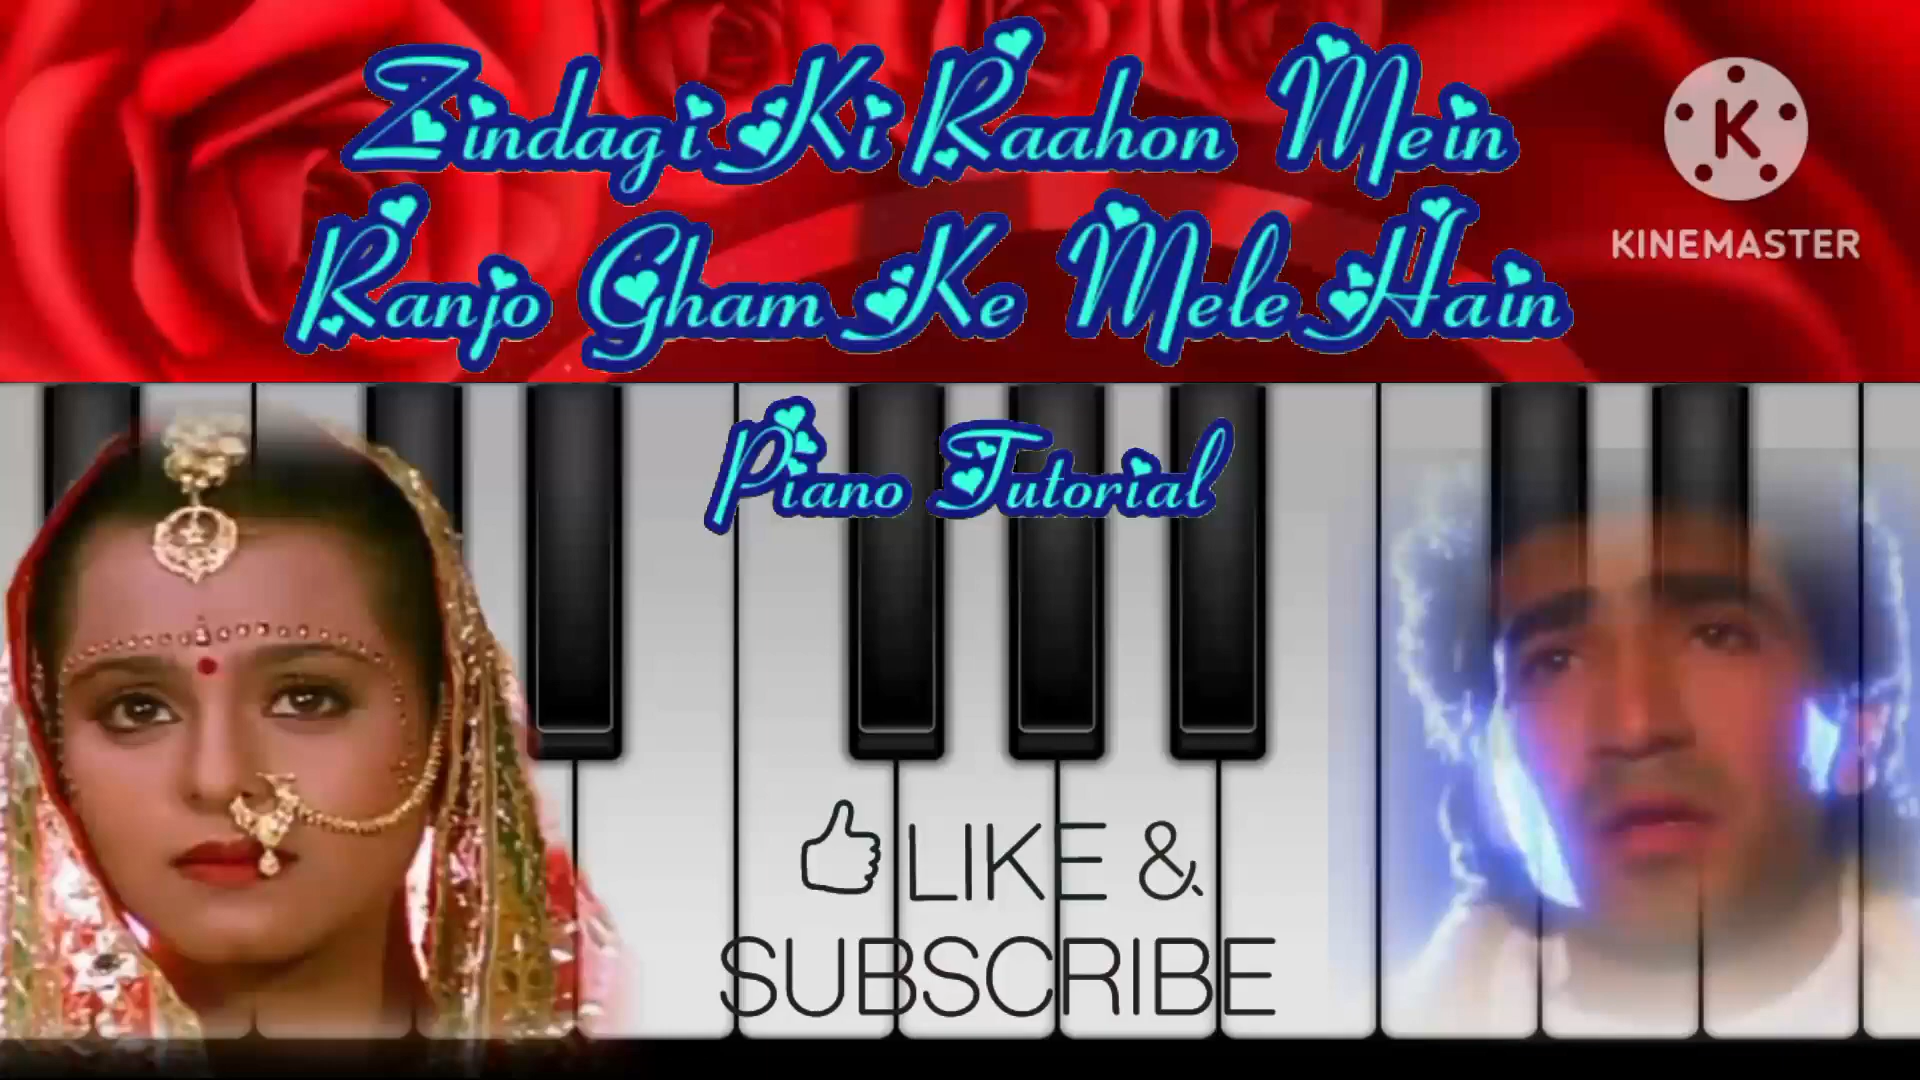 Zindagi Ki Raahon Mein
Ranjo Gham Ke Mele Hain
K
KINEMASTER
Piano Tutorial
LIKE &
SUBSCRIBE